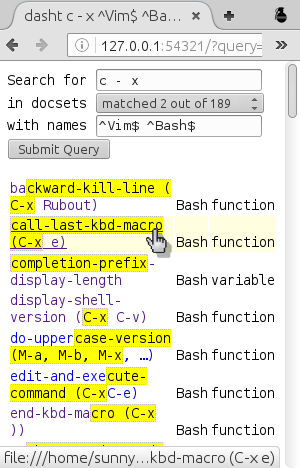 dasht c - x ^Vim$ ^Ba… ×
127.0.0.1:54321/?query=
Search for c - x
in docsets matched 2 out of 189
with names ^Vim$ ^Bash$
Submit Query
backward-kill-line (
C-x Rubout) Bash function
call-last-kbd-macro
(C-x e) Bash function
completion-prefix-
display-length Bash variable
display-shell-
version (C-x C-v) Bash function
do-uppercase-version
(M-a, M-b, M-x, …) Bash function
edit-and-execute-
command (C-xC-e) Bash function
end-kbd-macro (C-x
)) Bash function
file:///home/sunny…kbd-macro (C-x e)